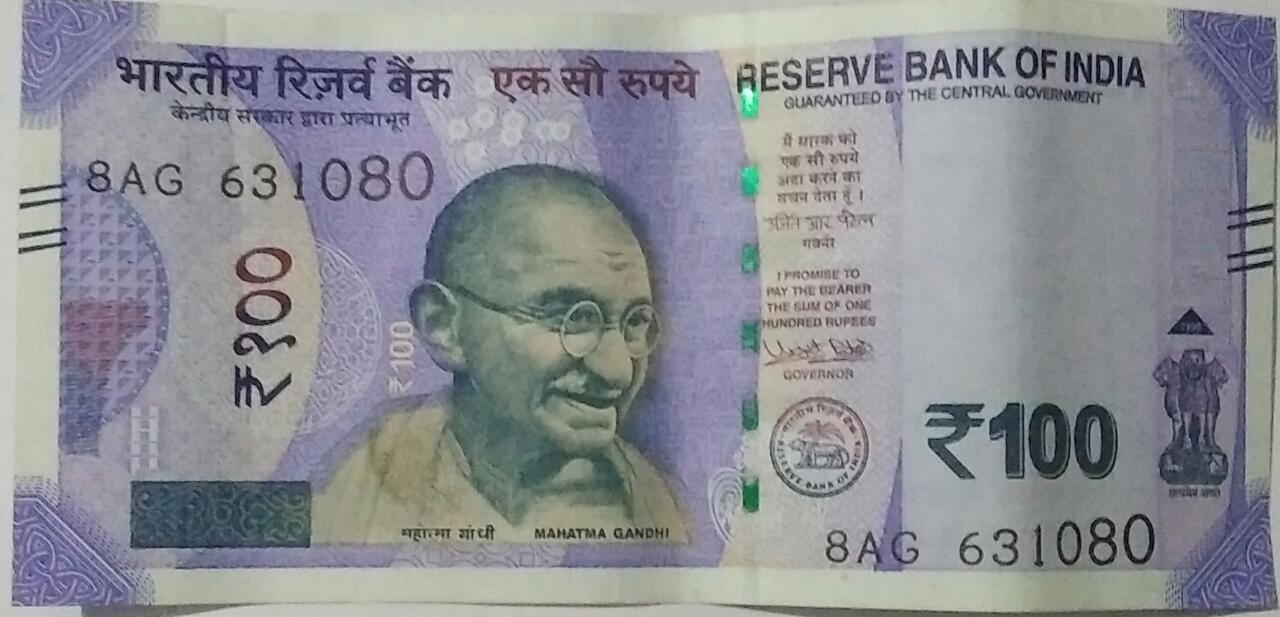 भारतीय रिज़र्व बैंक
एक सौ रुपये
RESERVE BANK OF INDIA
केन्द्रीय सरकार द्वारा प्रत्याभूत
GUARANTEED BY THE CENTRAL GOVERNMENT
8AG 631080
मैं धारक को
एक सौ रुपये
अदा करने का
वचन देता हूँ ।
गवर्नर
I PROMISE TO
PAY THE BEARER
THE SUM OF ONE
HUNDRED RUPEES
GOVERNOR
₹१००
₹100
भारतीय रिज़र्व बैंक
RESERVE BANK OF INDIA
₹100
सत्यमेव जयते
महात्मा गांधी
MAHATMA GANDHI
8AG 631080